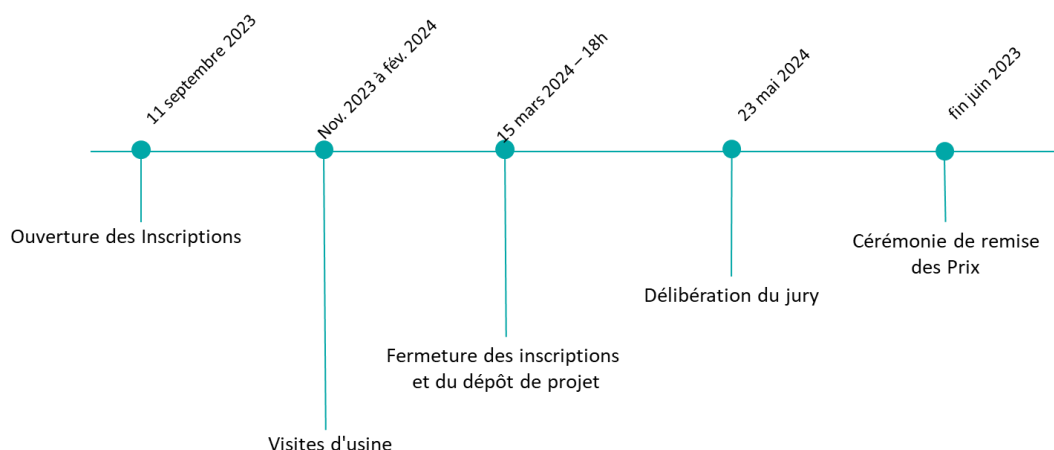 11 septembre 2023
Nov. 2023 à fév. 2024
15 mars 2024 – 18h
23 mai 2024
fin juin 2023
Ouverture des Inscriptions
Visites d'usine
Fermeture des inscriptions
et du dépôt de projet
Délibération du jury
Cérémonie de remise
des Prix